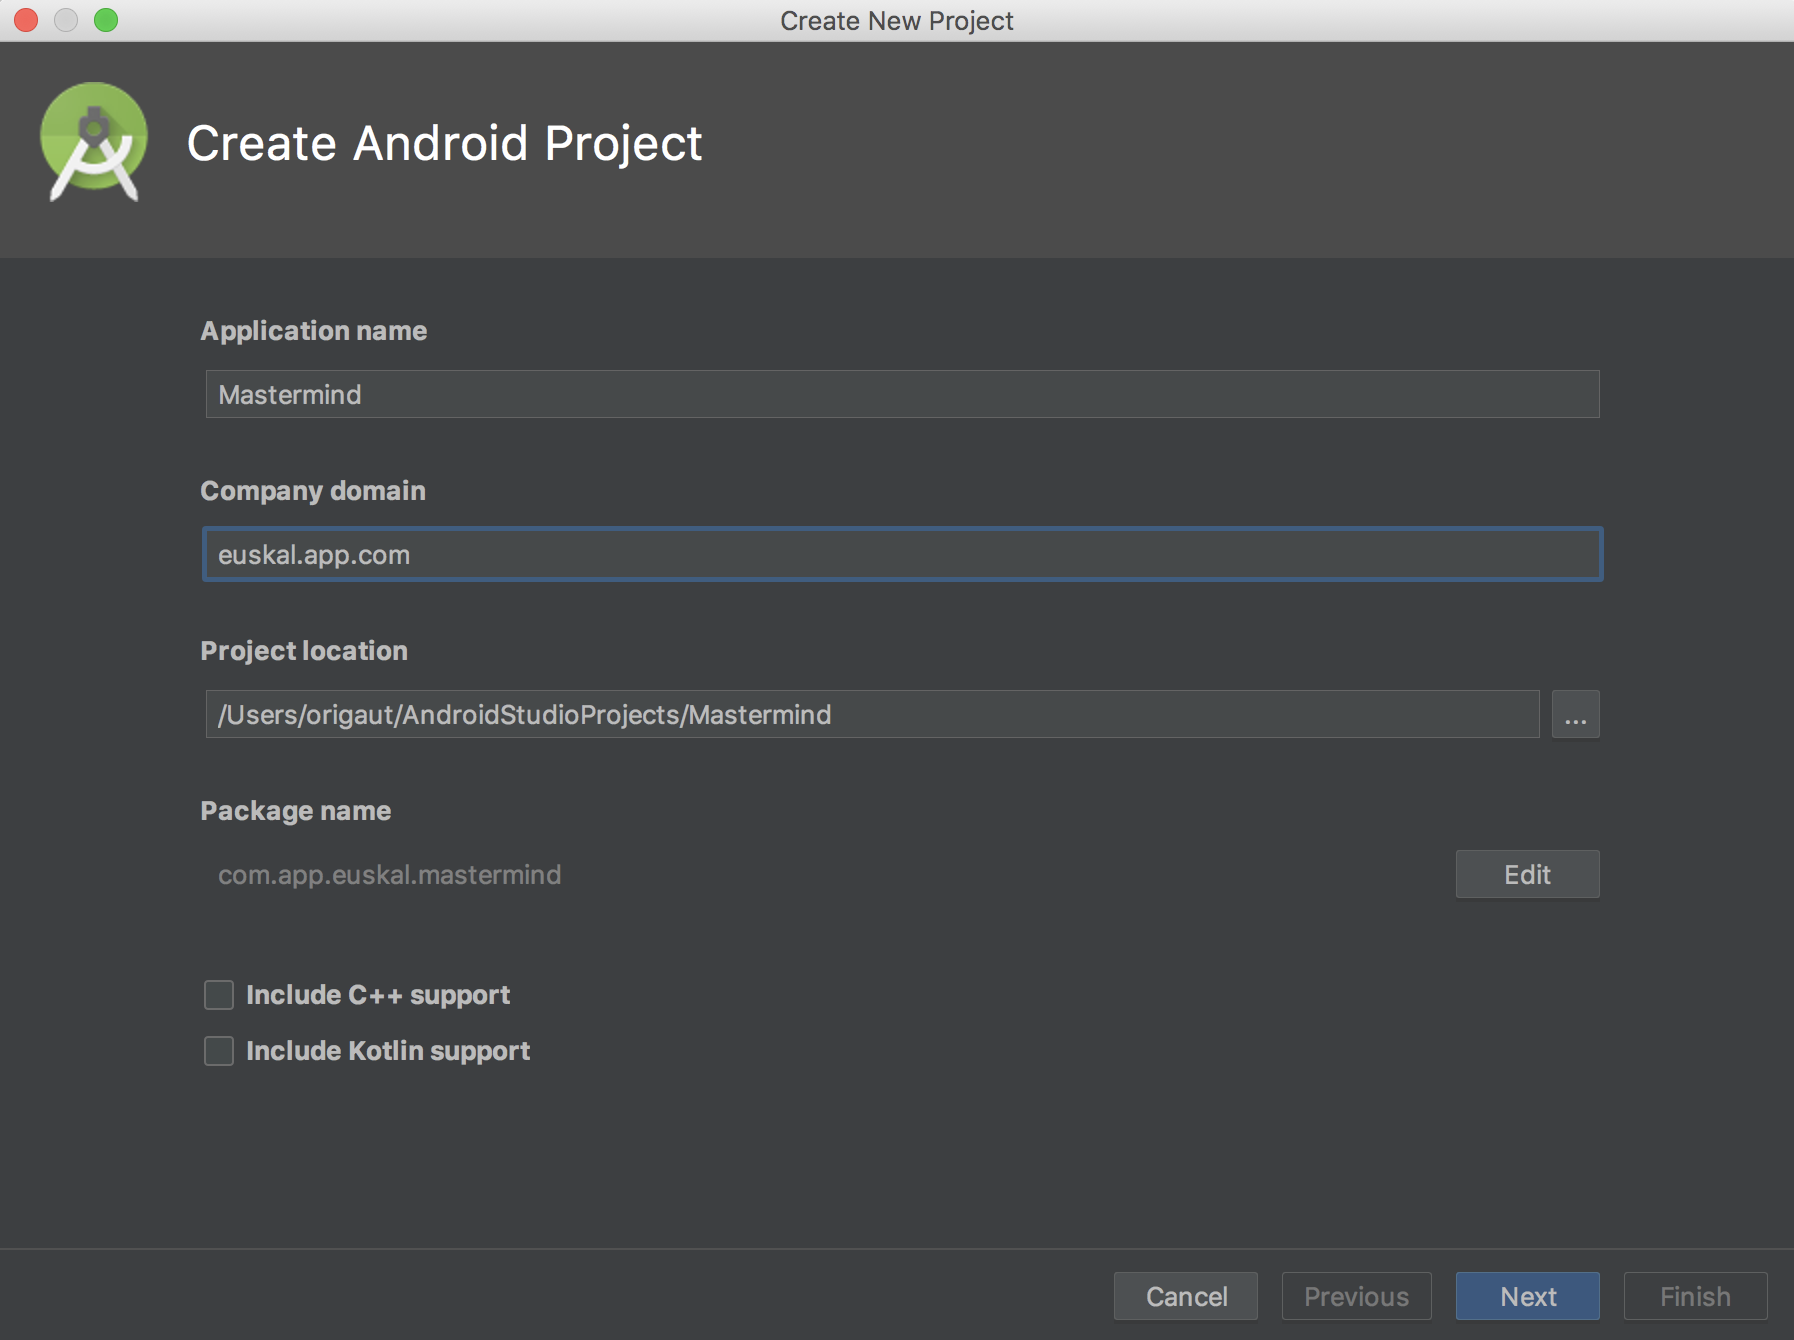 Create New Project
Create Android Project
Application name
Mastermind
Company domain
euskal.app.com
Project location
/Users/origaut/AndroidStudioProjects/Mastermind
...
Package name
com.app.euskal.mastermind
Edit
Include C++ support
Include Kotlin support
Cancel
Previous
Next
Finish